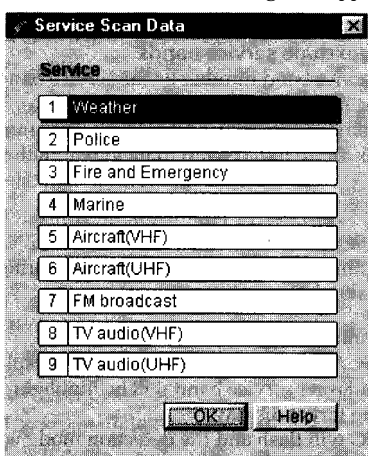 Service Scan Data
Service
1 Weather
2 Police
3 Fire and Emergency
4 Marine
5 Aircraft(VHF)
6 Aircraft(UHF)
7 FM broadcast
8 TV audio(VHF)
9 TV audio(UHF)
OK Help